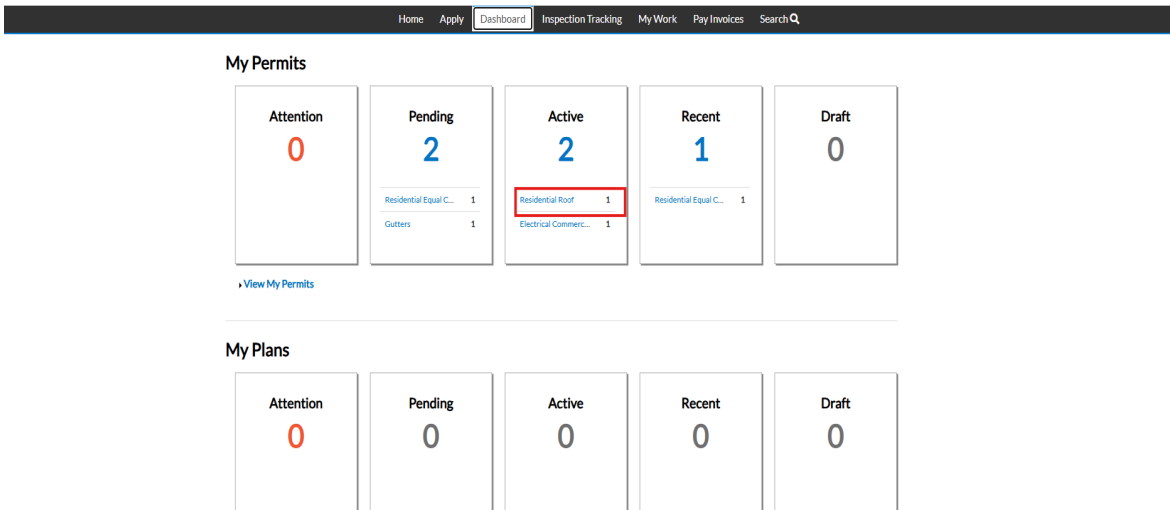 Home Apply Dashboard Inspection Tracking My Work Pay Invoices Search
My Permits
Attention Pending Active Recent Draft
0 2 2 1 0
Residential Equal C... 1 Residential Roof 1 Residential Equal C... 1
Gutters 1 Electrical Commerc... 1
View My Permits
My Plans
Attention Pending Active Recent Draft
0 0 0 0 0